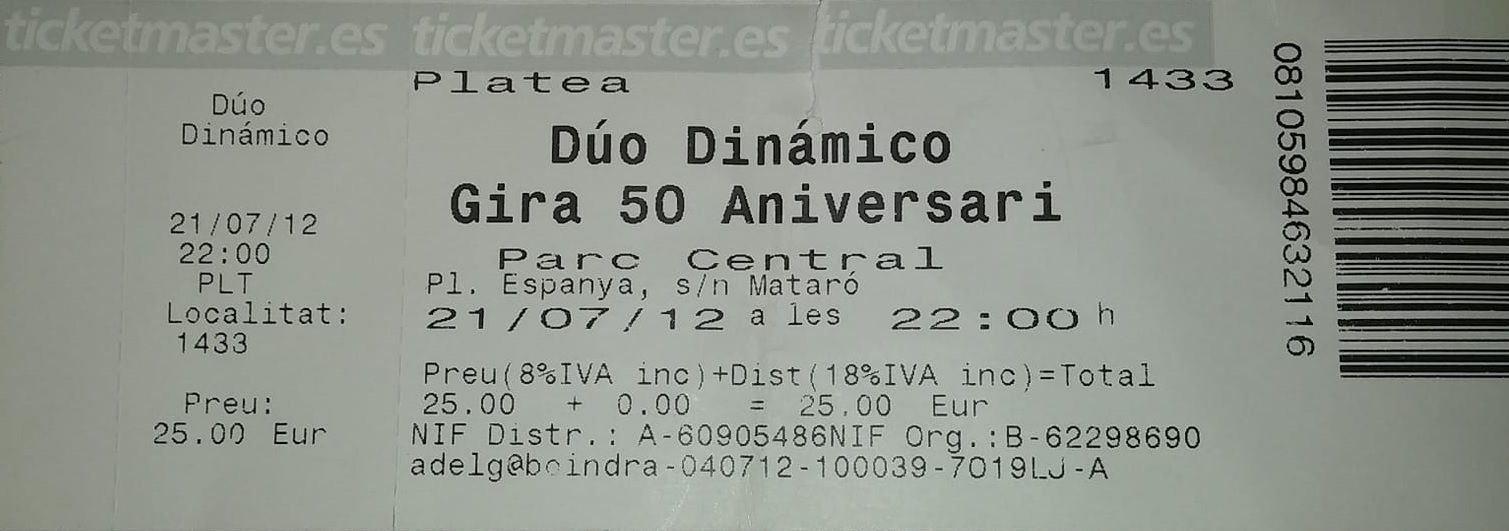 ticketmaster.es ticketmaster.es ticketmaster.es
Dúo
Dinámico
21/07/12
22:00
PLT
Localitat:
1433
Preu:
25.00 Eur
Platea 1433
Dúo Dinámico
Gira 50 Aniversari
Parc Central
Pl. Espanya, s/n Mataró
21/07/12 a les 22:00 h
Preu(8%IVA inc)+Dist(18%IVA inc)=Total
25.00 + 0.00 = 25.00 Eur
NIF Distr.: A-60905486NIF Org.:B-62298690
adelg@bcindra-040712-100039-7019LJ-A
08105984632116